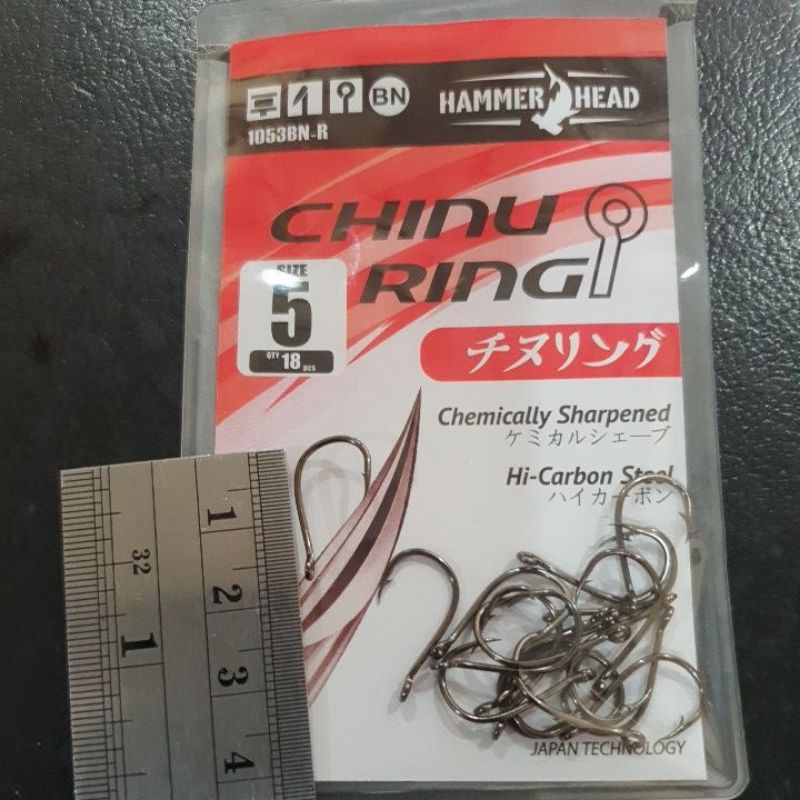 BN
HAMMER HEAD
1053BN-R
CHINU
RING
SIZE
5
QTY 18 PCS
チヌリング
Chemically Sharpened
ケミカルシェーブ
Hi-Carbon Steel
ハイカーボン
JAPAN TECHNOLOGY
32
1
1
2
3
4